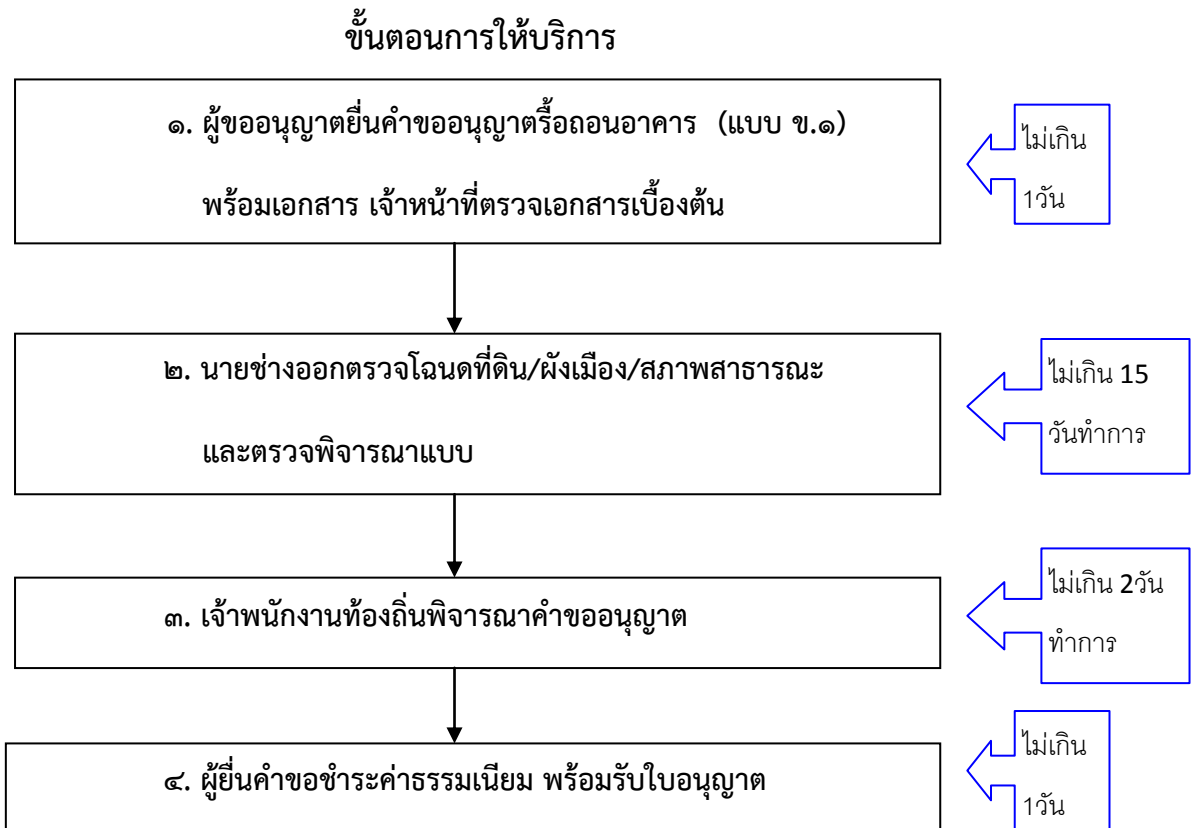 ขั้นตอนการให้บริการ
๑. ผู้ขออนุญาตยื่นคำขออนุญาตรื้อถอนอาคาร (แบบ ข.๑)
พร้อมเอกสาร เจ้าหน้าที่ตรวจเอกสารเบื้องต้น
ไม่เกิน
1วัน
๒. นายช่างออกตรวจโฉนดที่ดิน/ผังเมือง/สภาพสาธารณะ
และตรวจพิจารณาแบบ
ไม่เกิน 15
วันทำการ
๓. เจ้าพนักงานท้องถิ่นพิจารณาคำขออนุญาต
ไม่เกิน 2วัน
ทำการ
๔. ผู้ยื่นคำขอชำระค่าธรรมเนียม พร้อมรับใบอนุญาต
ไม่เกิน
1วัน